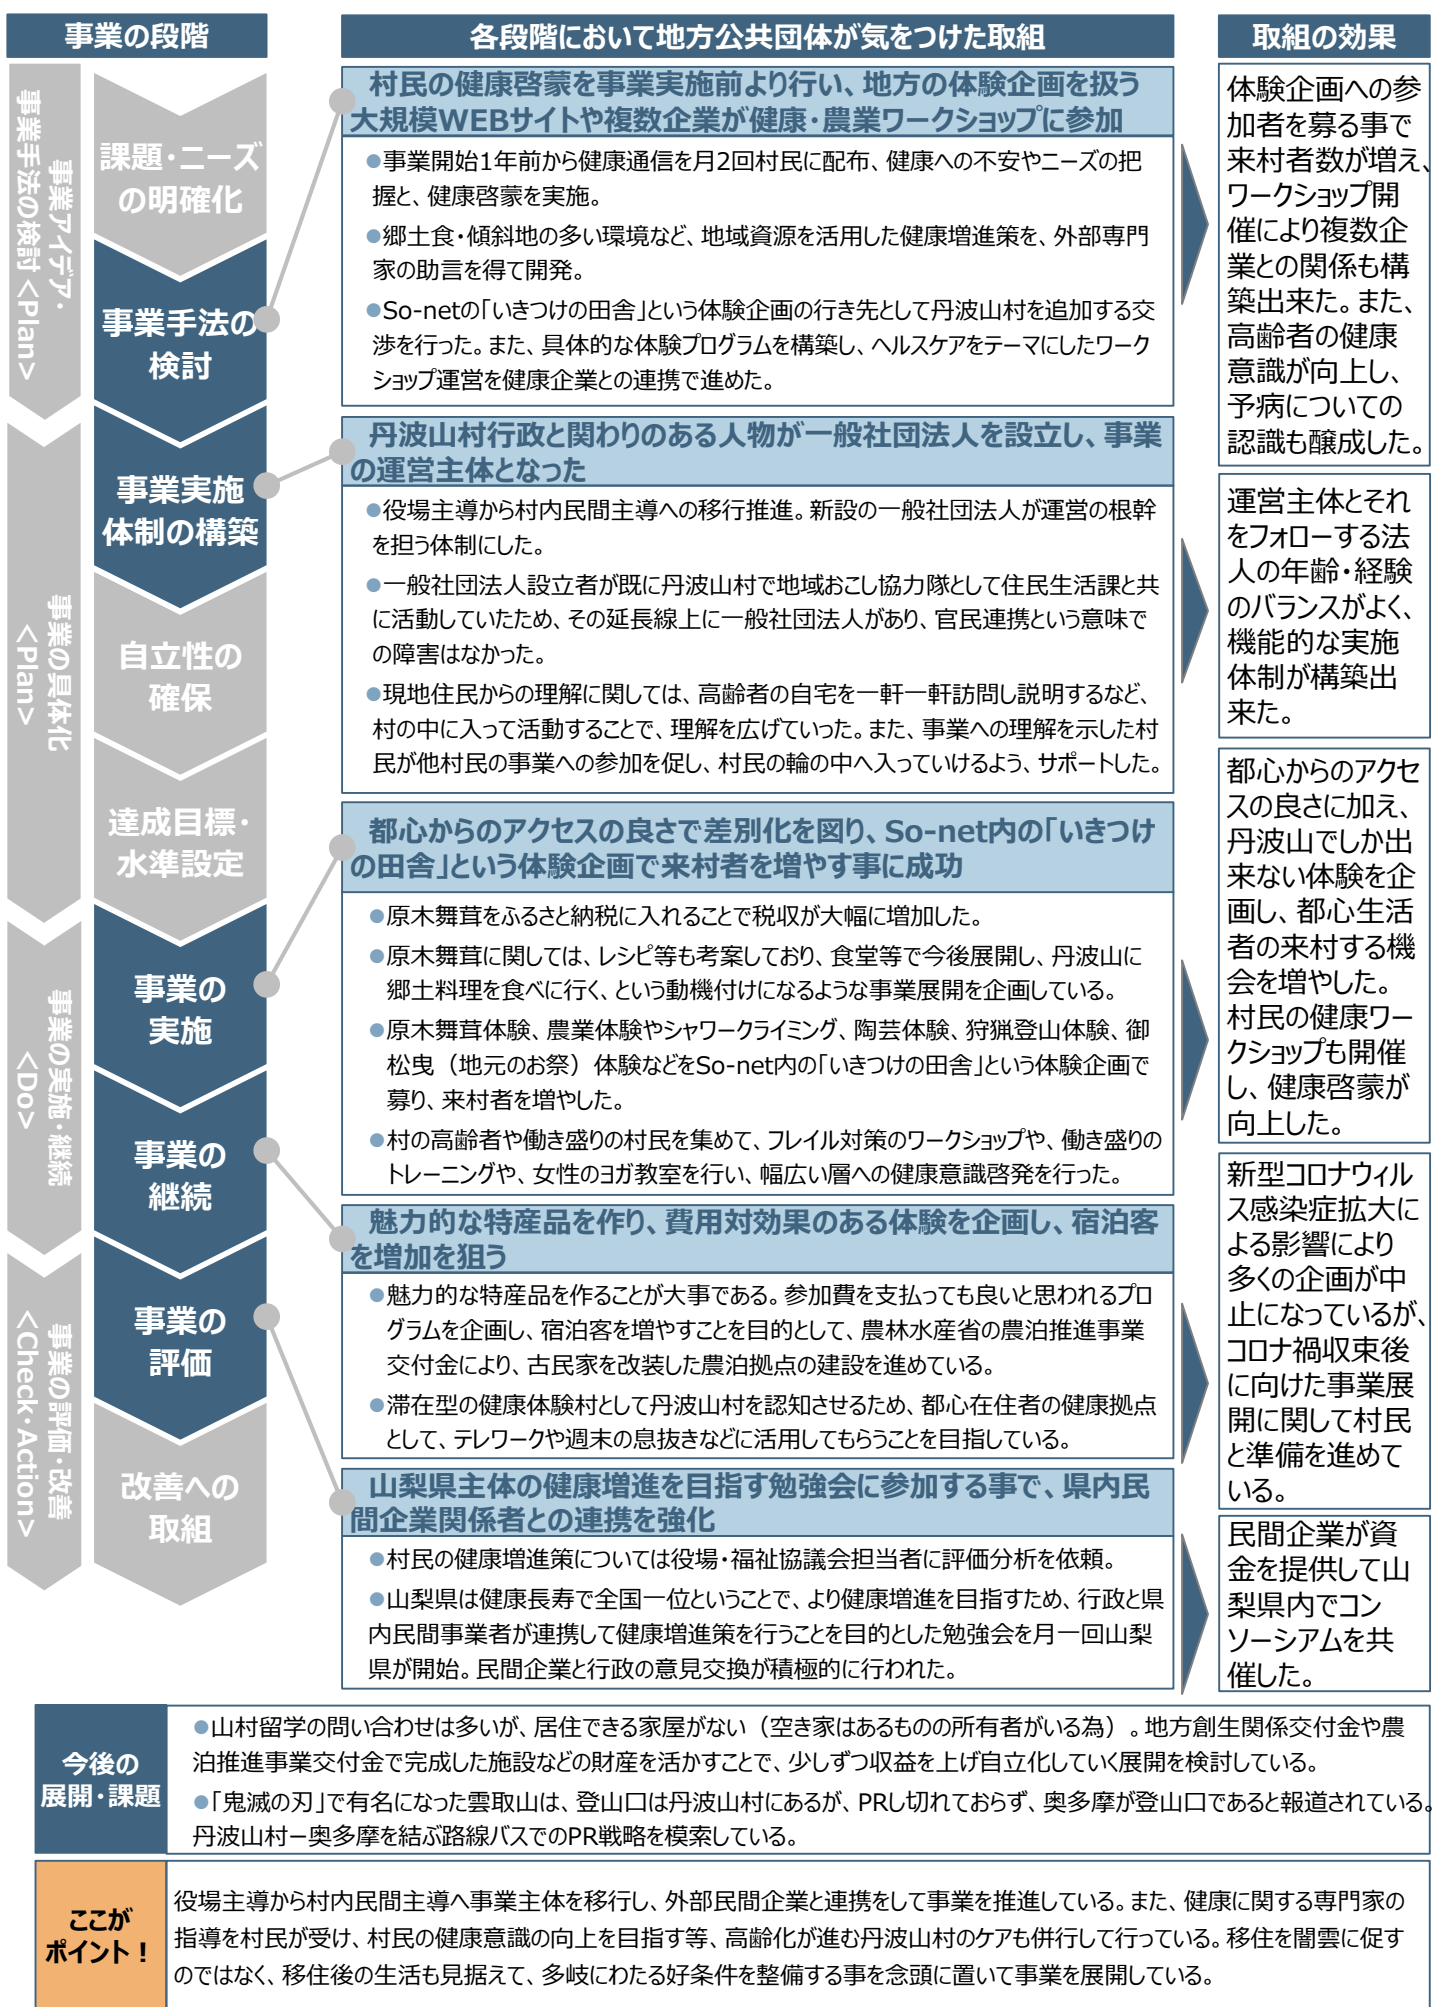 事業の段階
各段階において地方公共団体が気をつけた取組
取組の効果
事業アイデア・
事業手法の検討 <Plan>
事業の具体化
<Plan>
事業の実施・継続
<Do>
事業の評価・改善
<Check・Action>
課題・ニーズ
の明確化
事業手法の
検討
事業実施
体制の構築
自立性の
確保
達成目標・
水準設定
事業の
実施
事業の
継続
事業の
評価
改善への
取組
村民の健康啓蒙を事業実施前より行い、地方の体験企画を扱う
大規模WEBサイトや複数企業が健康・農業ワークショップに参加
●事業開始1年前から健康通信を月2回村民に配布、健康への不安やニーズの把
握と、健康啓蒙を実施。
●郷土食・傾斜地の多い環境など、地域資源を活用した健康増進策を、外部専門
家の助言を得て開発。
●So-netの「いきつけの田舎」という体験企画の行き先として丹波山村を追加する交
渉を行った。また、具体的な体験プログラムを構築し、ヘルスケアをテーマにしたワーク
ショップ運営を健康企業との連携で進めた。
体験企画への参
加者を募る事で
来村者数が増え、
ワークショップ開
催により複数企
業との関係も構
築出来た。また、
高齢者の健康
意識が向上し、
予病についての
認識も醸成した。
丹波山村行政と関わりのある人物が一般社団法人を設立し、事業
の運営主体となった
●役場主導から村内民間主導への移行推進。新設の一般社団法人が運営の根幹
を担う体制にした。
●一般社団法人設立者が既に丹波山村で地域おこし協力隊として住民生活課と共
に活動していたため、その延長線上に一般社団法人があり、官民連携という意味で
の障害はなかった。
●現地住民からの理解に関しては、高齢者の自宅を一軒一軒訪問し説明するなど、
村の中に入って活動することで、理解を広げていった。また、事業への理解を示した村
民が他村民の事業への参加を促し、村民の輪の中へ入っていけるよう、サポートした。
運営主体とそれ
をフォローする法
人の年齢・経験
のバランスがよく、
機能的な実施
体制が構築出
来た。
都心からのアクセスの良さで差別化を図り、So-net内の「いきつけ
の田舎」という体験企画で来村者を増やす事に成功
●原木舞茸をふるさと納税に入れることで税収が大幅に増加した。
●原木舞茸に関しては、レシピ等も考案しており、食堂等で今後展開し、丹波山に
郷土料理を食べに行く、という動機付けになるような事業展開を企画している。
●原木舞茸体験、農業体験やシャワークライミング、陶芸体験、狩猟登山体験、御
松曳（地元のお祭）体験などをSo-net内の「いきつけの田舎」という体験企画で
募り、来村者を増やした。
●村の高齢者や働き盛りの村民を集めて、フレイル対策のワークショップや、働き盛りの
トレーニングや、女性のヨガ教室を行い、幅広い層への健康意識啓発を行った。
都心からのアクセ
スの良さに加え、
丹波山でしか出
来ない体験を企
画し、都心生活
者の来村する機
会を増やした。
村民の健康ワー
クショップも開催
し、健康啓蒙が
向上した。
魅力的な特産品を作り、費用対効果のある体験を企画し、宿泊客
を増加を狙う
●魅力的な特産品を作ることが大事である。参加費を支払っても良いと思われるプロ
グラムを企画し、宿泊客を増やすことを目的として、農林水産省の農泊推進事業
交付金により、古民家を改装した農泊拠点の建設を進めている。
●滞在型の健康体験村として丹波山村を認知させるため、都心在住者の健康拠点
として、テレワークや週末の息抜きなどに活用してもらうことを目指している。
新型コロナウィル
ス感染症拡大に
よる影響により
多くの企画が中
止になっているが、
コロナ禍収束後
に向けた事業展
開に関して村民
と準備を進めて
いる。
山梨県主体の健康増進を目指す勉強会に参加する事で、県内民
間企業関係者との連携を強化
●村民の健康増進策については役場・福祉協議会担当者に評価分析を依頼。
●山梨県は健康長寿で全国一位ということで、より健康増進を目指すため、行政と県
内民間事業者が連携して健康増進策を行うことを目的とした勉強会を月一回山梨
県が開始。民間企業と行政の意見交換が積極的に行われた。
民間企業が資
金を提供して山
梨県内でコン
ソーシアムを共
催した。
今後の
展開・課題
●山村留学の問い合わせは多いが、居住できる家屋がない（空き家はあるものの所有者がいる為）。地方創生関係交付金や農
泊推進事業交付金で完成した施設などの財産を活かすことで、少しずつ収益を上げ自立化していく展開を検討している。
●「鬼滅の刃」で有名になった雲取山は、登山口は丹波山村にあるが、PRし切れておらず、奥多摩が登山口であると報道されている。
丹波山村ー奥多摩を結ぶ路線バスでのPR戦略を模索している。
ここが
ポイント！
役場主導から村内民間主導へ事業主体を移行し、外部民間企業と連携をして事業を推進している。また、健康に関する専門家の
指導を村民が受け、村民の健康意識の向上を目指す等、高齢化が進む丹波山村のケアも併行して行っている。移住を闇雲に促す
のではなく、移住後の生活も見据えて、多岐にわたる好条件を整備する事を念頭に置いて事業を展開している。